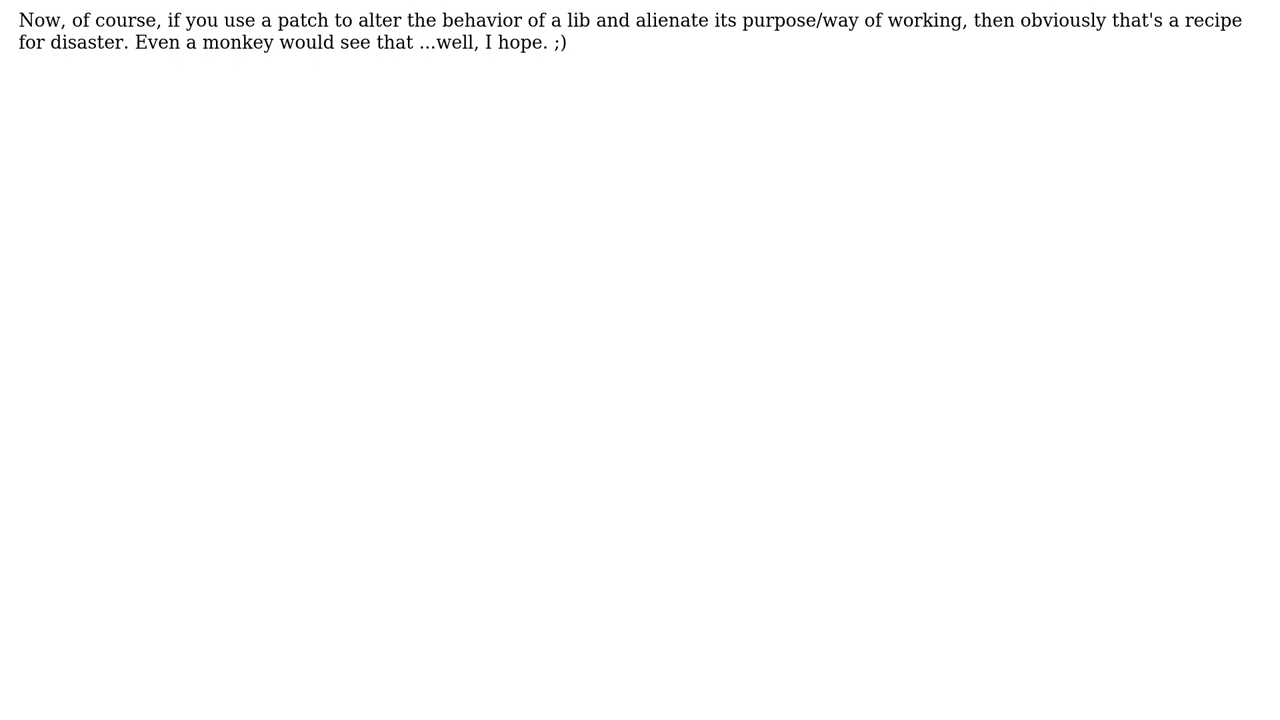 Now, of course, if you use a patch to alter the behavior of a lib and alienate its purpose/way of working, then obviously that's a recipe
for disaster. Even a monkey would see that ...well, I hope. ;)